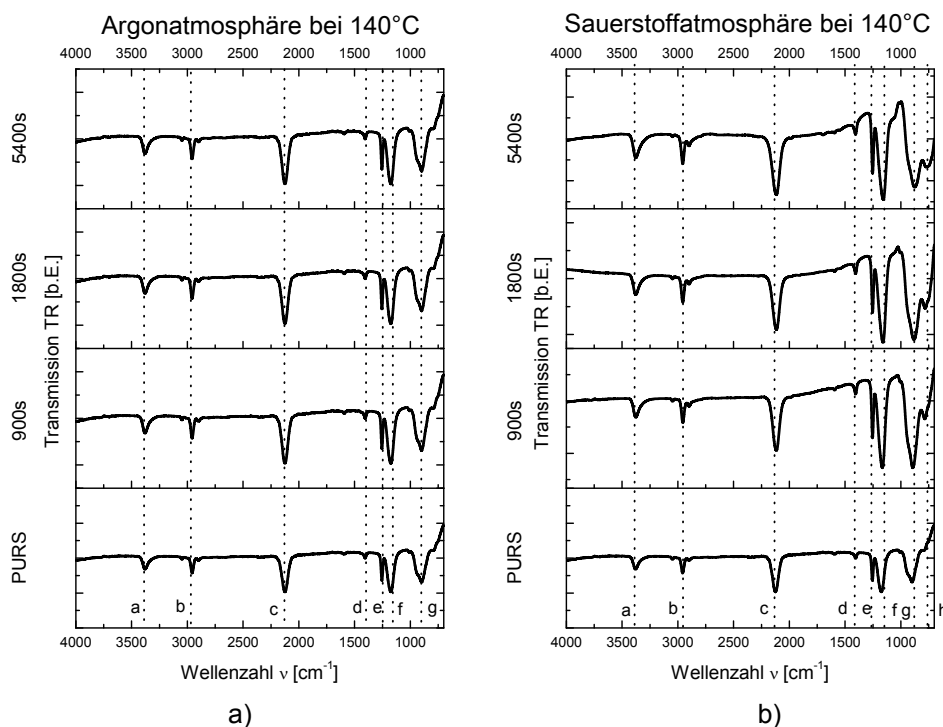 Argonatmosphäre bei 140°C
4000 3500 3000 2500 2000 1500 1000
5400s
1800s
900s
PURS
Transmission TR [b.E.]
a b c d e f g
4000 3500 3000 2500 2000 1500 1000
Wellenzahl ν [cm⁻¹]
a)
Sauerstoffatmosphäre bei 140°C
4000 3500 3000 2500 2000 1500 1000
5400s
1800s
900s
PURS
Transmission TR [b.E.]
a b c d e f g h
4000 3500 3000 2500 2000 1500 1000
Wellenzahl ν [cm⁻¹]
b)